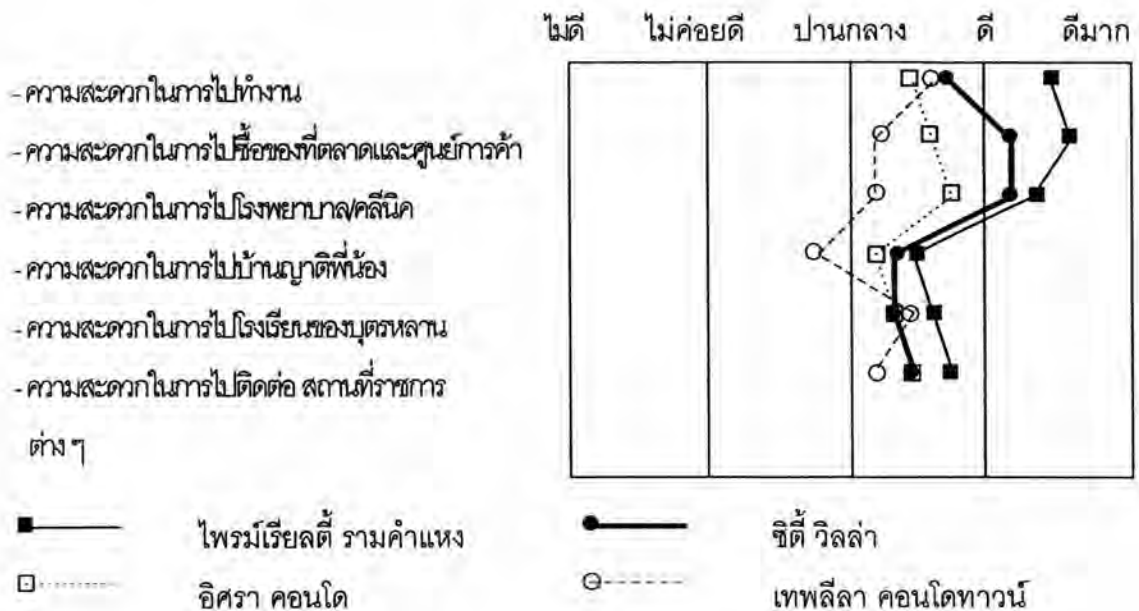 ไม่ดี ไม่ค่อยดี ปานกลาง ดี ดีมาก
- ความสะดวกในการไปทำงาน
- ความสะดวกในการไปซื้อของที่ตลาดและศูนย์การค้า
- ความสะดวกในการไปโรงพยาบาล/คลีนิค
- ความสะดวกในการไปบ้านญาติพี่น้อง
- ความสะดวกในการไปโรงเรียนของบุตรหลาน
- ความสะดวกในการไปติดต่อ สถานที่ราชการ
ต่าง ๆ
ไพรม์เรียลตี้ รามคำแหง
ซิตี้ วิลล่า
อิศรา คอนโด
เทพลีลา คอนโดทาวน์